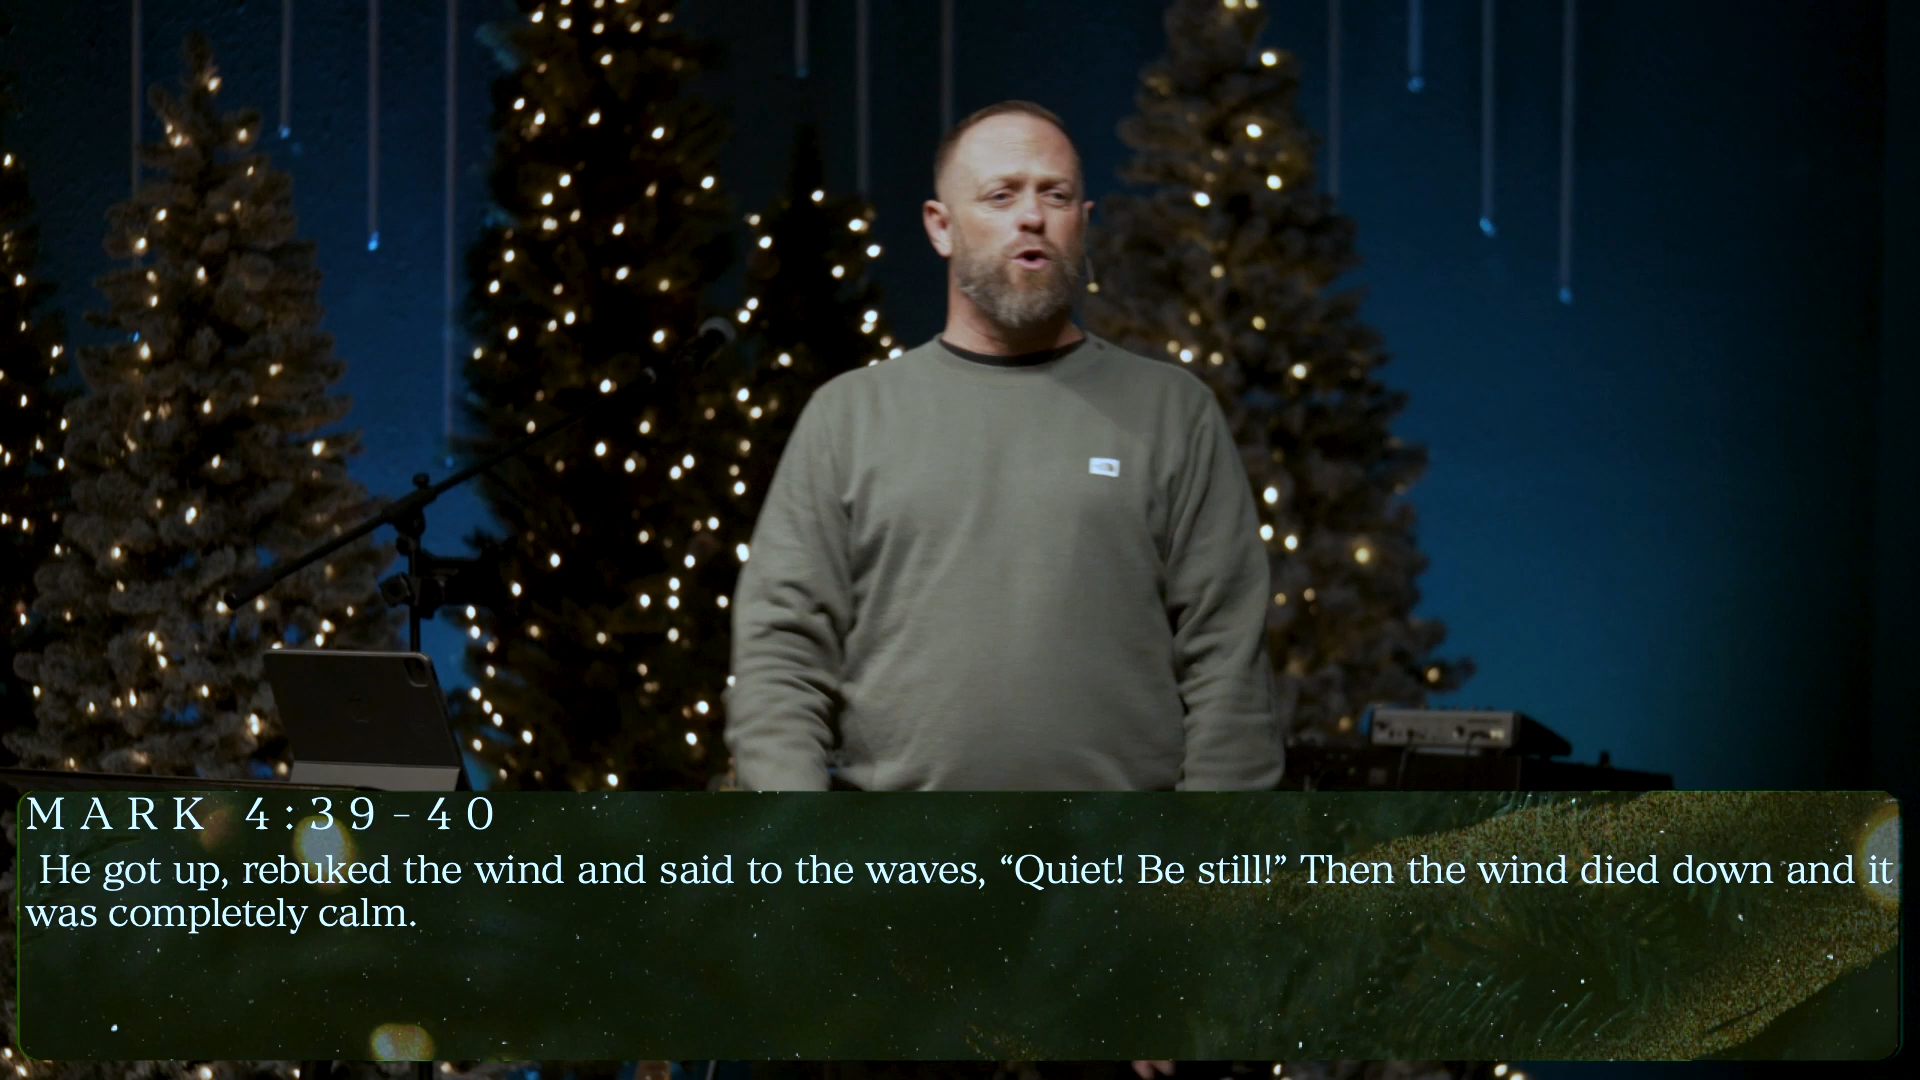 MARK 4:39-40
He got up, rebuked the wind and said to the waves, “Quiet! Be still!” Then the wind died down and it
was completely calm.